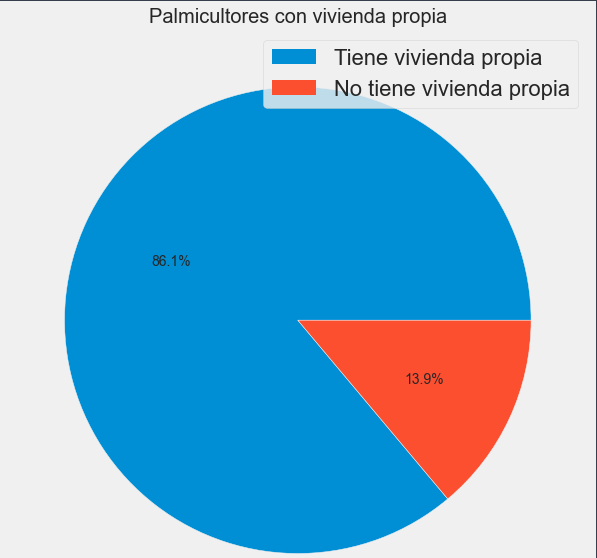 Palmicultores con vivienda propia
Tiene vivienda propia
No tiene vivienda propia
86.1%
13.9%